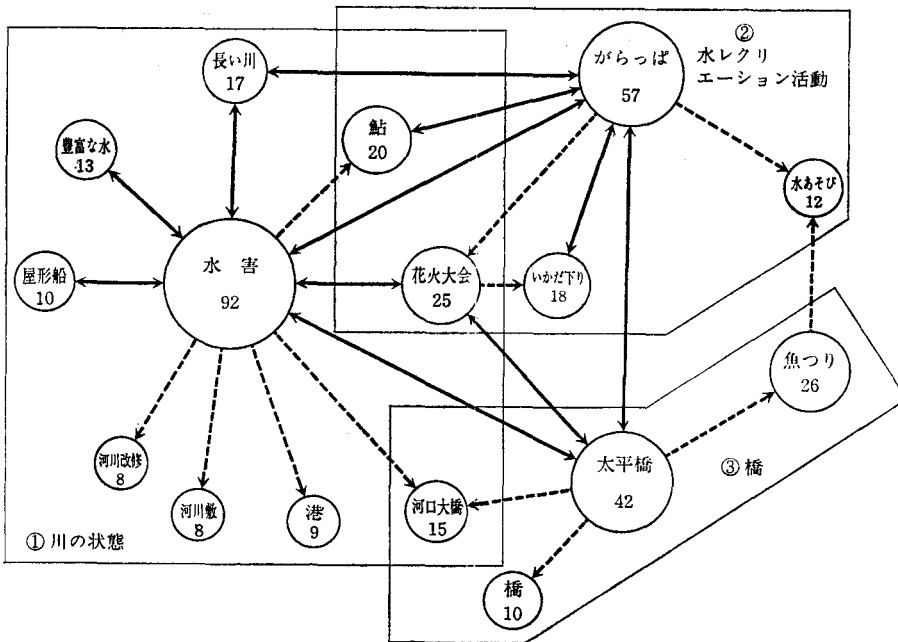 ②
水レクリ
エーション活動
長い川
17
がらっぱ
57
鮎
20
豊富な水
13
水あそび
12
水 害
92
屋形船
10
花火大会
25
いかだ下り
18
魚つり
26
太平橋
42
③ 橋
河川改修
8
河川敷
8
港
9
河口大橋
15
① 川の状態
橋
10